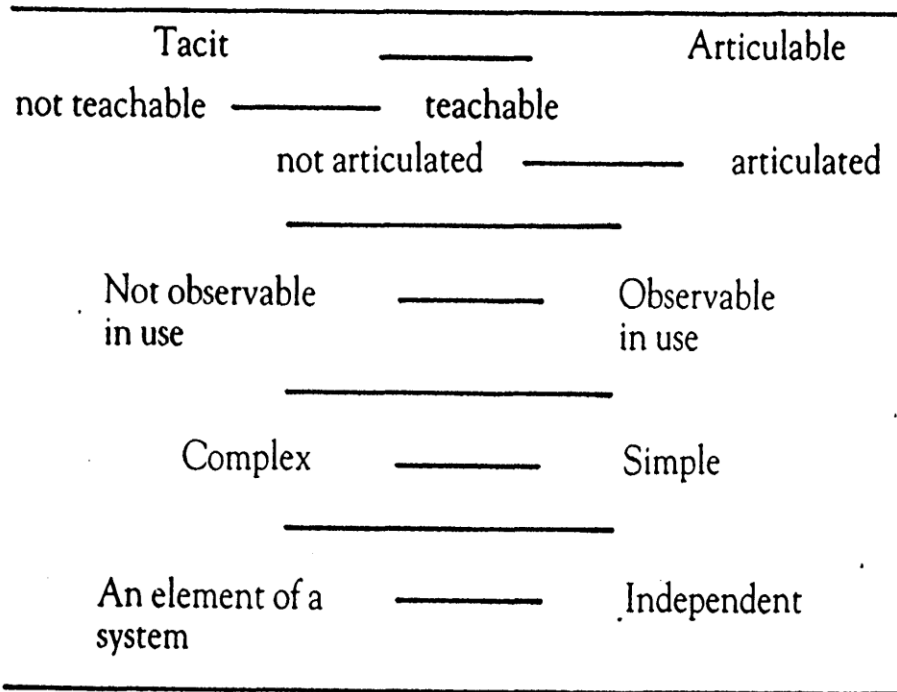 Tacit Articulable
not teachable teachable
not articulated articulated
Not observable Observable
in use in use
Complex Simple
An element of a Independent
system